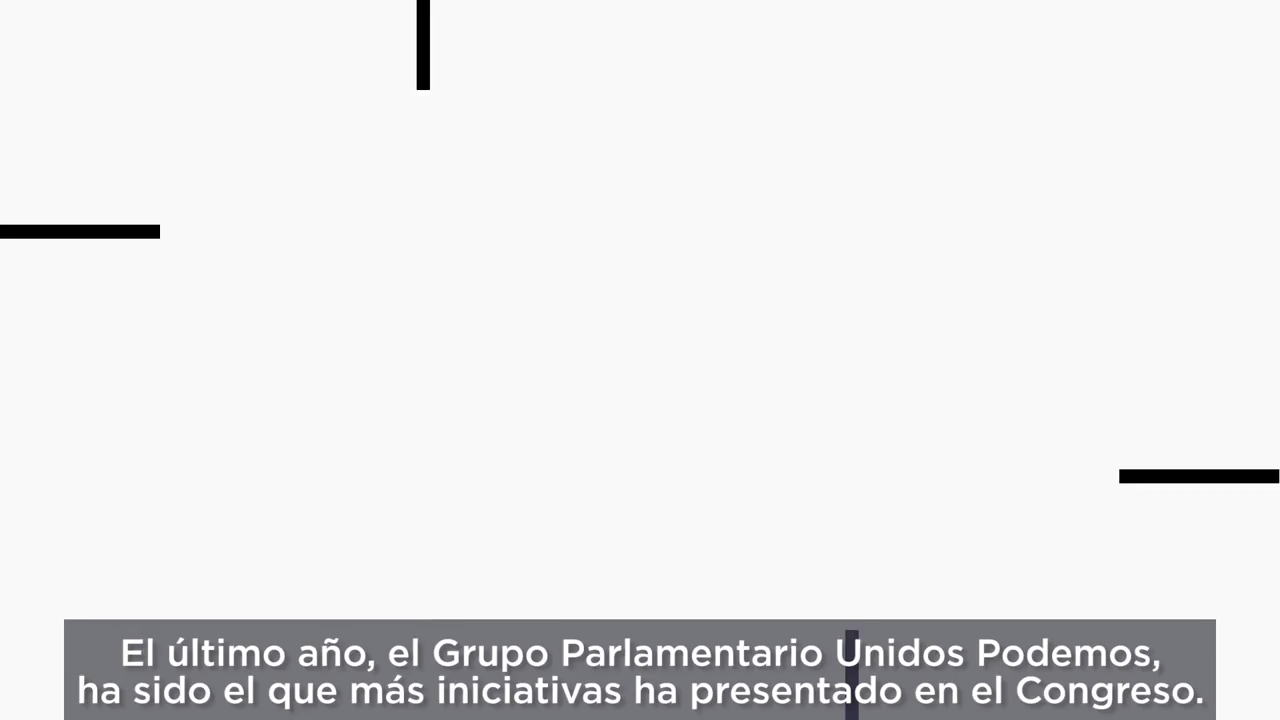 El último año, el Grupo Parlamentario Unidos Podemos,
ha sido el que más iniciativas ha presentado en el Congreso.